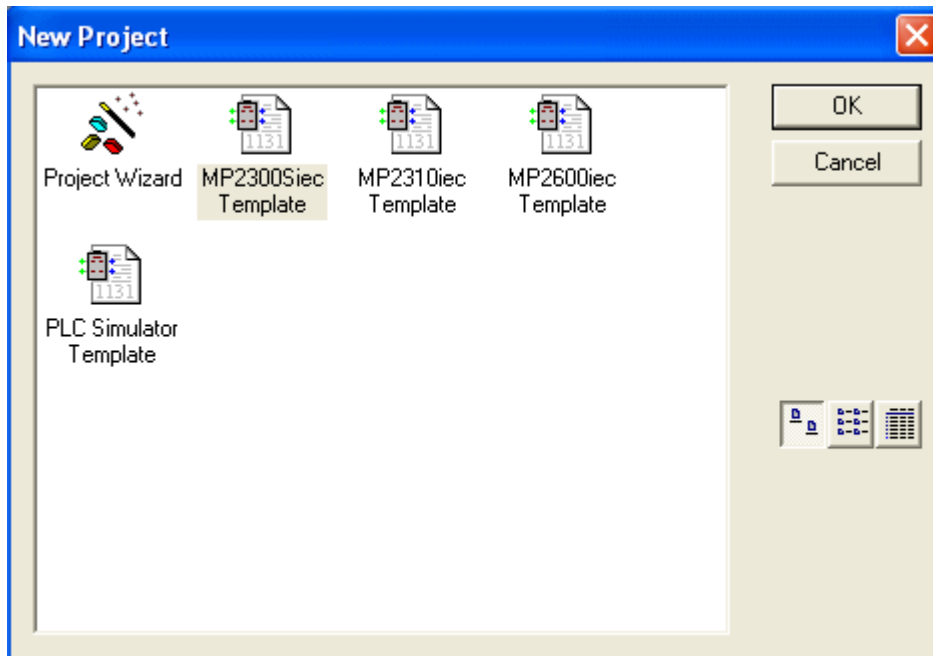 New Project
Project Wizard
MP2300Siec
Template
MP2310iec
Template
MP2600iec
Template
PLC Simulator
Template
OK
Cancel
1131
1131
1131
1131